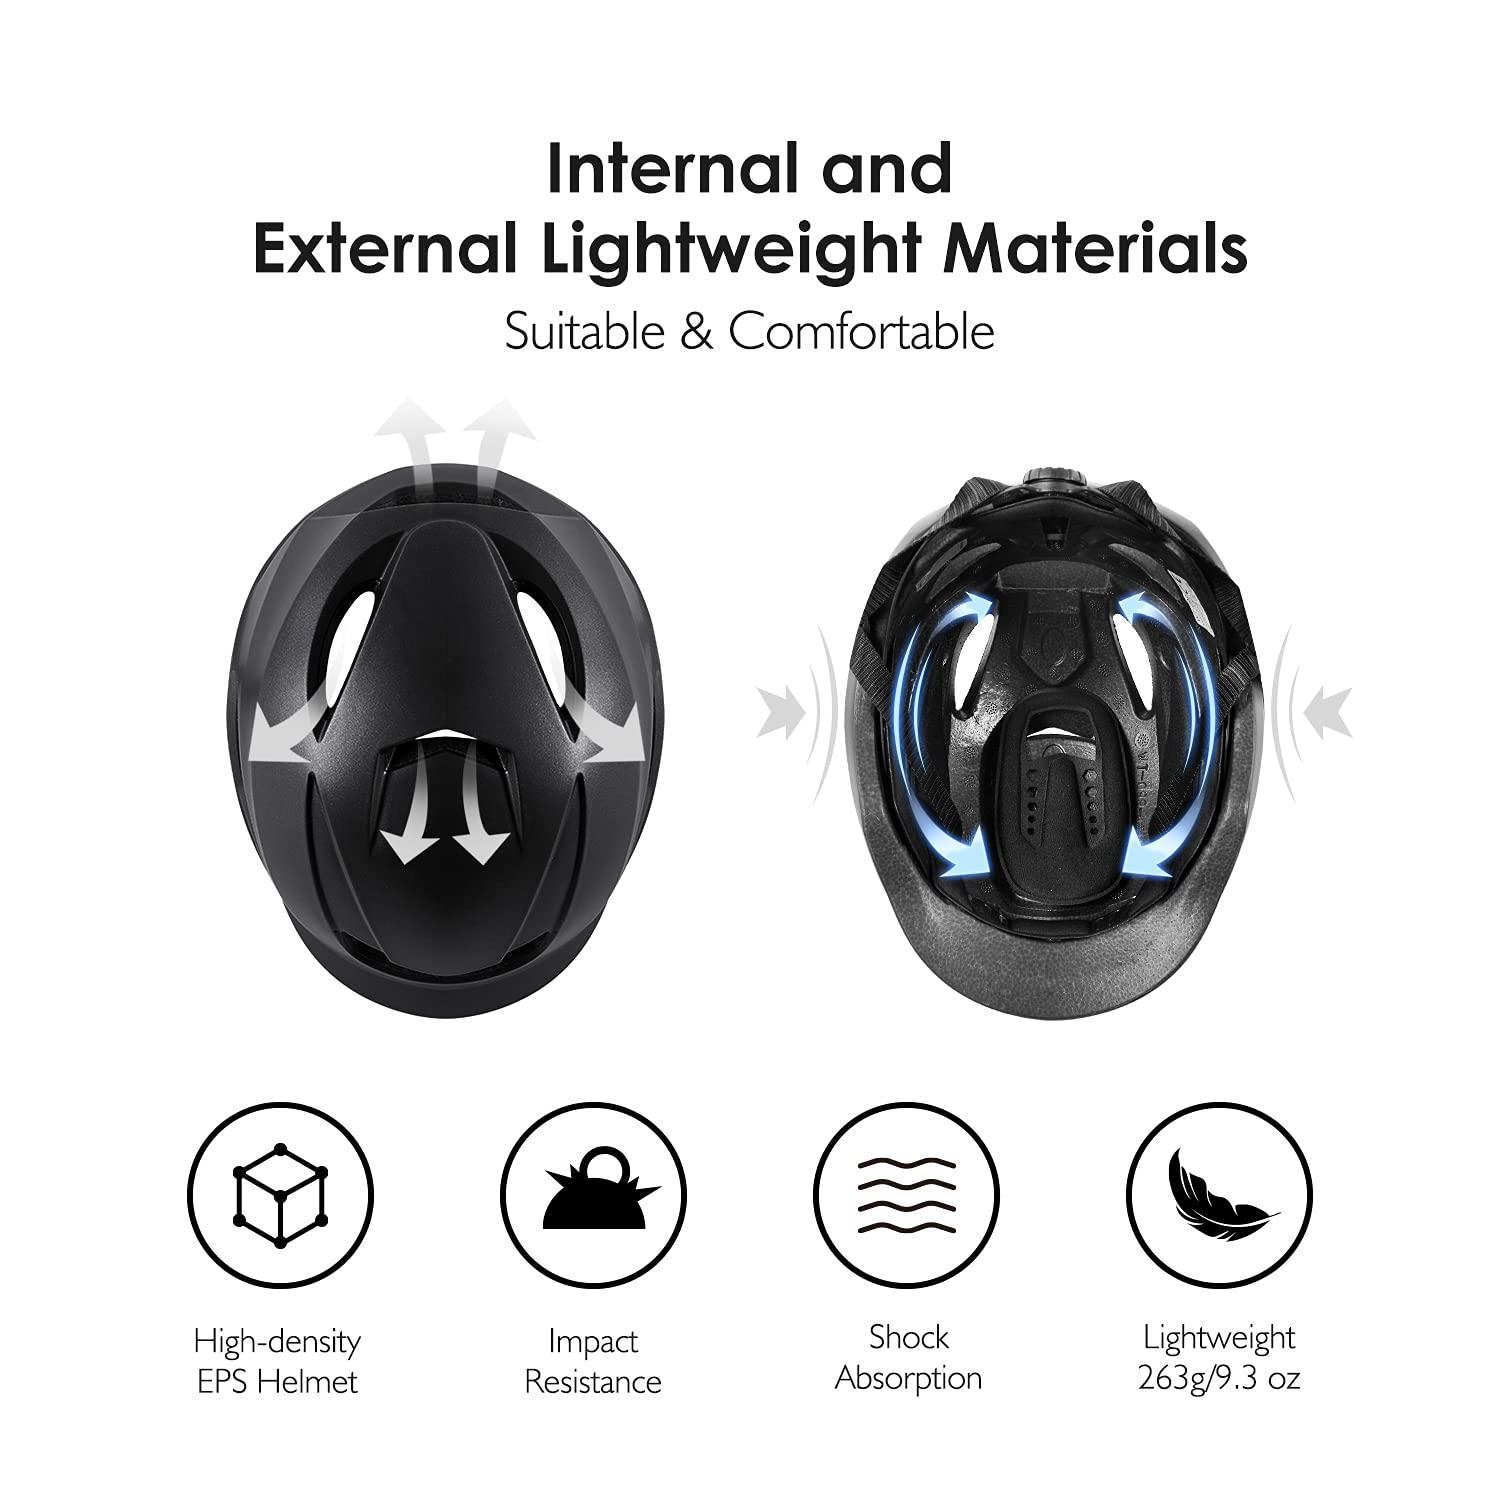 Internal and
External Lightweight Materials
Suitable & Comfortable
High-density
EPS Helmet
Impact
Resistance
Shock
Absorption
Lightweight
263g/9.3 oz